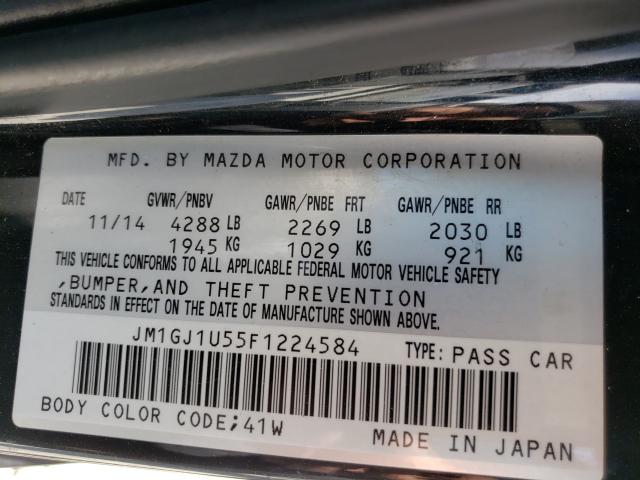 MFD. BY MAZDA MOTOR CORPORATION
DATE GVWR/PNBV GAWR/PNBE FRT GAWR/PNBE RR
11/14 4288 LB 2269 LB 2030 LB
1945 KG 1029 KG 921 KG
THIS VEHICLE CONFORMS TO ALL APPLICABLE FEDERAL MOTOR VEHICLE SAFETY
,BUMPER,AND THEFT PREVENTION
STANDARDS IN EFFECT ON THE DATE OF MANUFACTURE SHOWN ABOVE.
JM1GJ1U55F1224584 TYPE: PASS CAR
BODY COLOR CODE;41W
MADE IN JAPAN